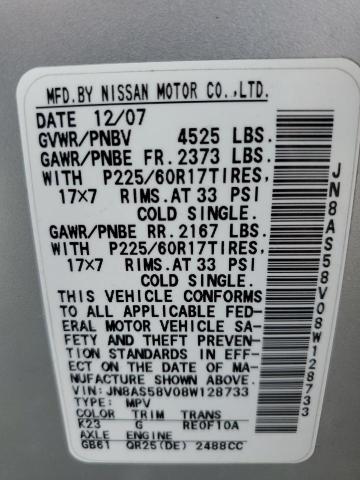 MFD.BY NISSAN MOTOR CO.,LTD.
DATE 12/07
GVWR/PNBV 4525 LBS.
GAWR/PNBE FR.2373 LBS.
WITH P225/60R17TIRES,
17×7 RIMS.AT 33 PSI
COLD SINGLE.
GAWR/PNBE RR.2167 LBS.
WITH P225/60R17TIRES,
17×7 RIMS.AT 33 PSI
COLD SINGLE.
THIS VEHICLE CONFORMS
TO ALL APPLICABLE FED-
ERAL MOTOR VEHICLE SA-
FETY AND THEFT PREVEN-
TION STANDARDS IN EFF-
ECT ON THE DATE OF MA-
NUFACTURE SHOWN ABOVE.
VIN:JN8AS58V08W128733
TYPE: MPV
COLOR TRIM TRANS
K23 G RE0F10A
AXLE ENGINE
GB61 QR25(DE) 2488CC
JN8AS58V08W128733